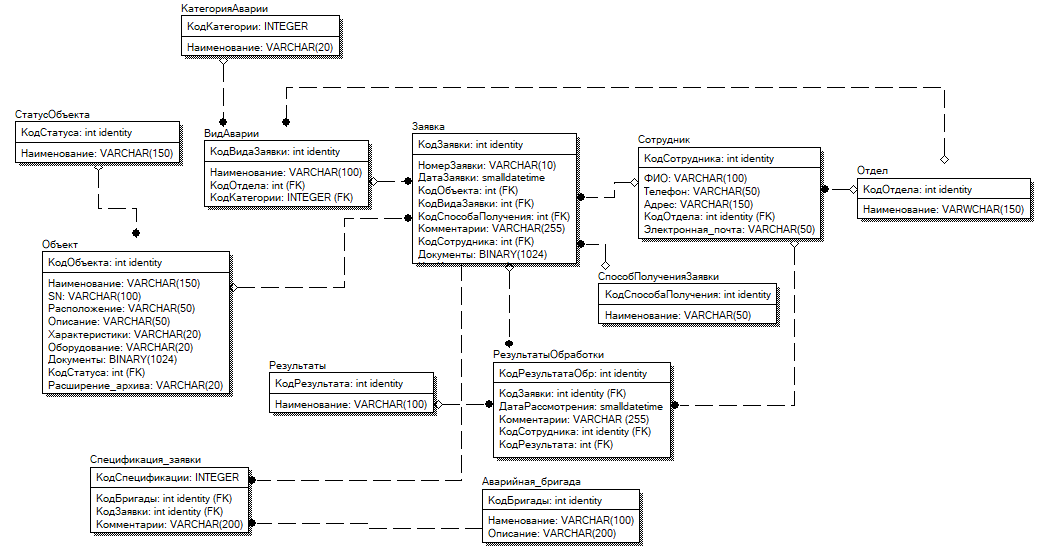 КатегорияАварии
КодКатегории: INTEGER
Наименование: VARCHAR(20)
СтатусОбъекта
КодСтатуса: int identity
Наименование: VARCHAR(150)
ВидАварии
КодВидаЗаявки: int identity
Наименование: VARCHAR(100)
КодОтдела: int (FK)
КодКатегории: INTEGER (FK)
Заявка
КодЗаявки: int identity
НомерЗаявки: VARCHAR(10)
ДатаЗаявки: smalldatetime
КодОбъекта: int (FK)
КодВидаЗаявки: int (FK)
КодСпособаПолучения: int (FK)
Комментарии: VARCHAR(255)
КодСотрудника: int (FK)
Документы: BINARY(1024)
Сотрудник
КодСотрудника: int identity
ФИО: VARCHAR(100)
Телефон: VARCHAR(50)
Адрес: VARCHAR(150)
КодОтдела: int identity (FK)
Электронная_почта: VARCHAR(50)
Отдел
КодОтдела: int identity
Наименование: VARWCHAR(150)
Объект
КодОбъекта: int identity
Наименование: VARCHAR(150)
SN: VARCHAR(100)
Расположение: VARCHAR(50)
Описание: VARCHAR(50)
Характеристики: VARCHAR(20)
Оборудование: VARCHAR(20)
Документы: BINARY(1024)
КодСтатуса: int (FK)
Расширение_архива: VARCHAR(20)
СпособПолученияЗаявки
КодСпособаПолучения: int identity
Наименование: VARCHAR(50)
Результаты
КодРезультата: int identity
Наименование: VARCHAR(100)
РезультатыОбработки
КодРезультатаОбр: int identity
КодЗаявки: int identity (FK)
ДатаРассмотрения: smalldatetime
Комментарии: VARCHAR (255)
КодСотрудника: int identity (FK)
КодРезультата: int (FK)
Спецификация_заявки
КодСпецификации: INTEGER
КодБригады: int identity (FK)
КодЗаявки: int identity (FK)
Комментарии: VARCHAR(200)
Аварийная_бригада
КодБригады: int identity
Наменование: VARCHAR(100)
Описание: VARCHAR(200)